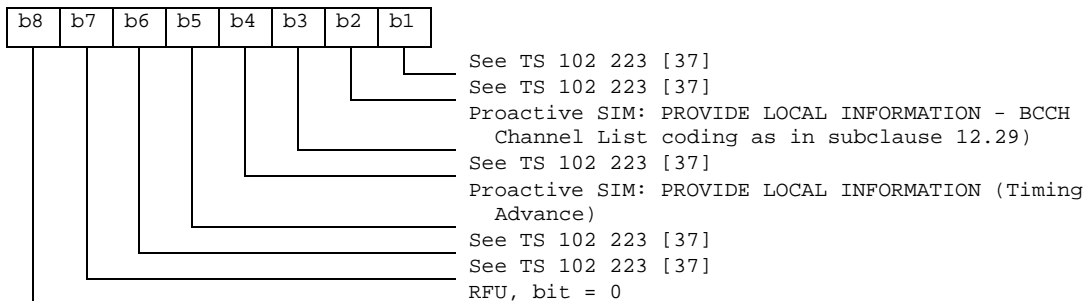 b8 b7 b6 b5 b4 b3 b2 b1
See TS 102 223 [37]
See TS 102 223 [37]
Proactive SIM: PROVIDE LOCAL INFORMATION - BCCH
Channel List coding as in subclause 12.29)
See TS 102 223 [37]
Proactive SIM: PROVIDE LOCAL INFORMATION (Timing
Advance)
See TS 102 223 [37]
See TS 102 223 [37]
RFU, bit = 0